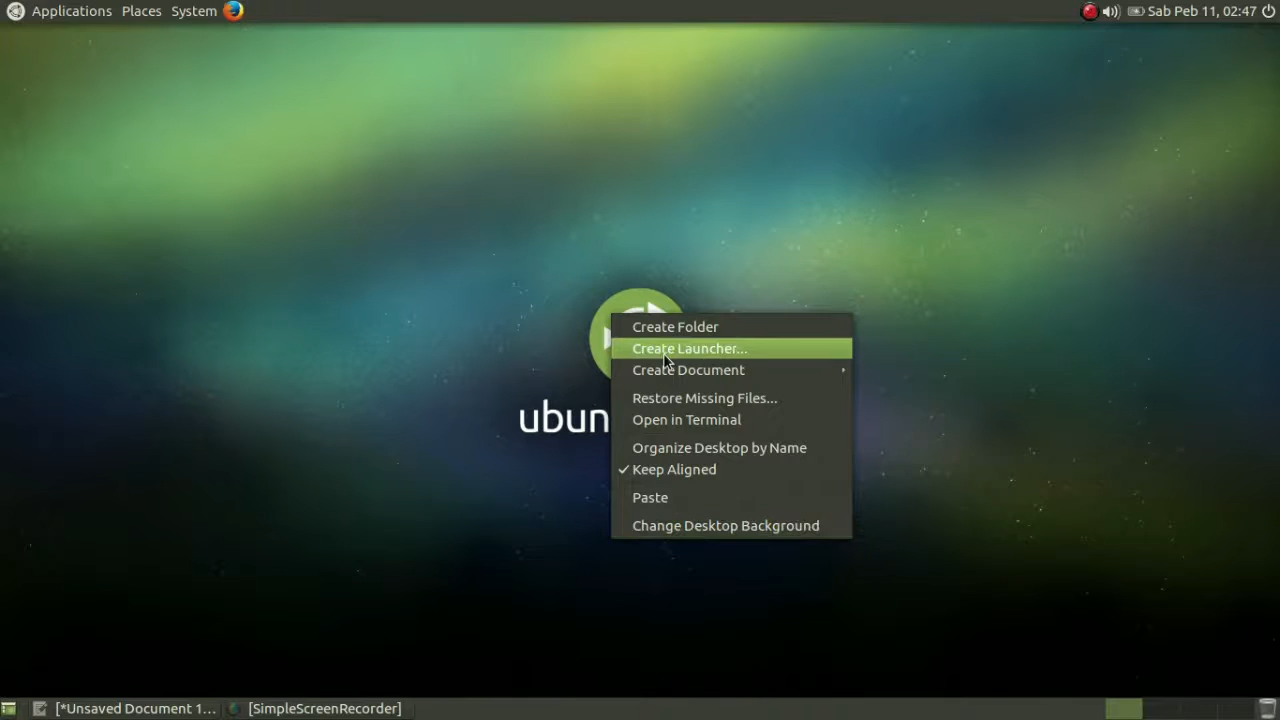 Applications Places System
Sab Peb 11, 02:47
Create Folder
Create Launcher...
Create Document
Restore Missing Files...
ubun
Open in Terminal
Organize Desktop by Name
Keep Aligned
Paste
Change Desktop Background
[*Unsaved Document 1... [SimpleScreenRecorder]